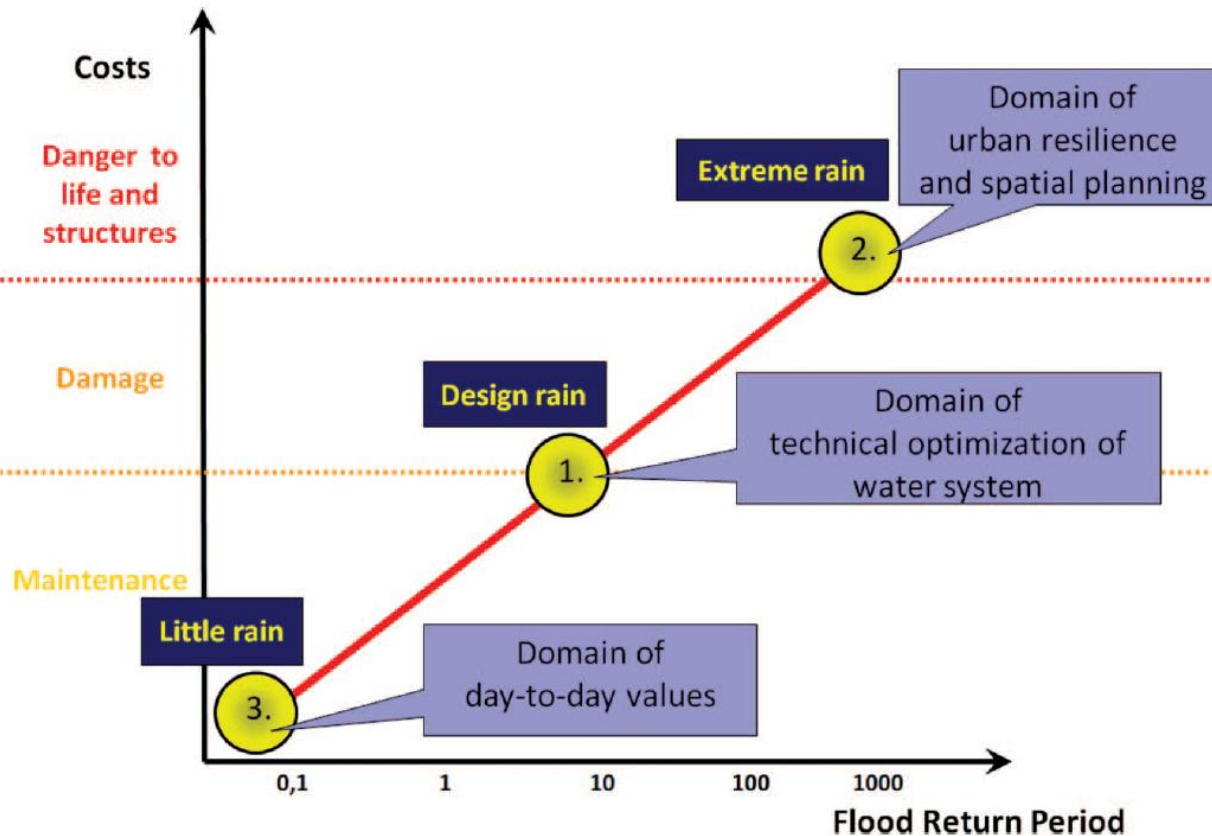 Costs
Danger to
life and
structures
Damage
Maintenance
Extreme rain
Domain of
urban resilience
and spatial planning
2.
Design rain
Domain of
technical optimization of
water system
1.
Little rain
Domain of
day-to-day values
3.
0,1 1 10 100 1000
Flood Return Period